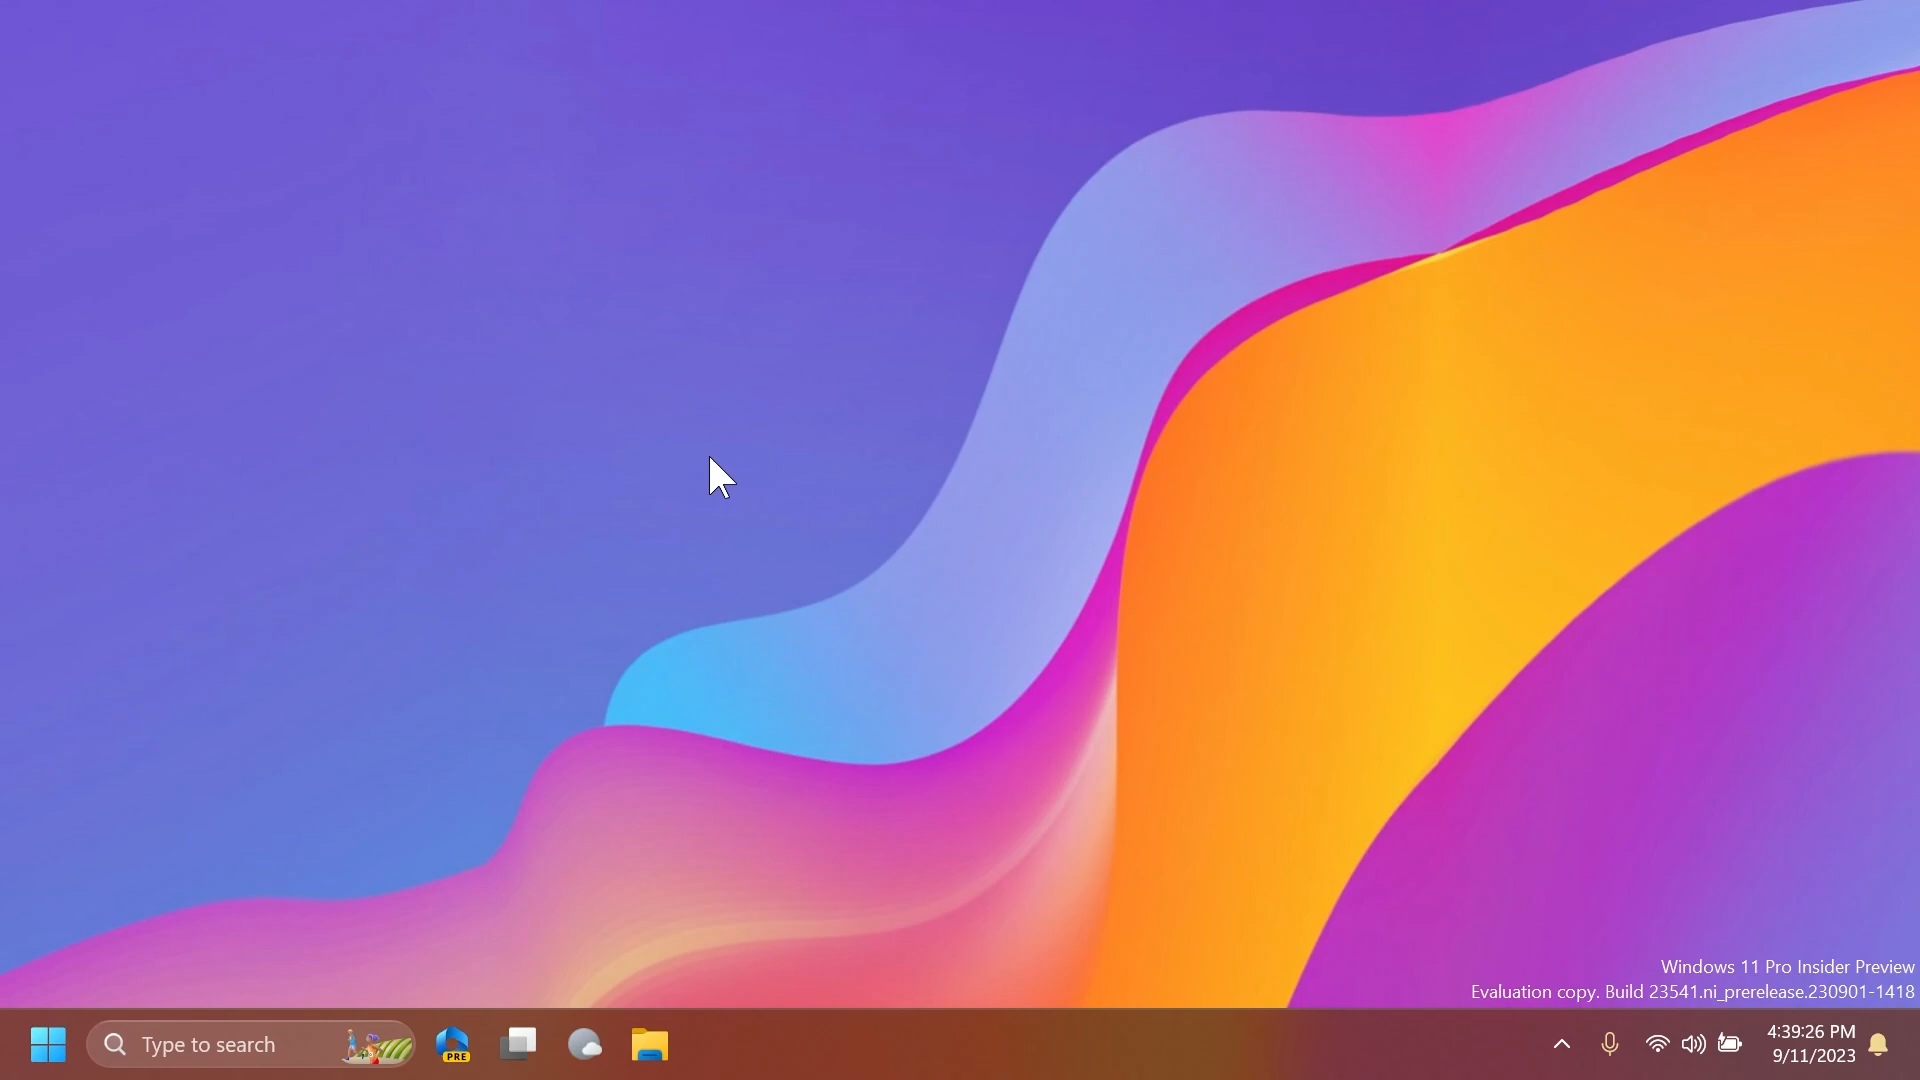 Windows 11 Pro Insider Preview
Evaluation copy. Build 23541.ni_prerelease.230901-1418
Type to search
PRE
4:39:26 PM
9/11/2023